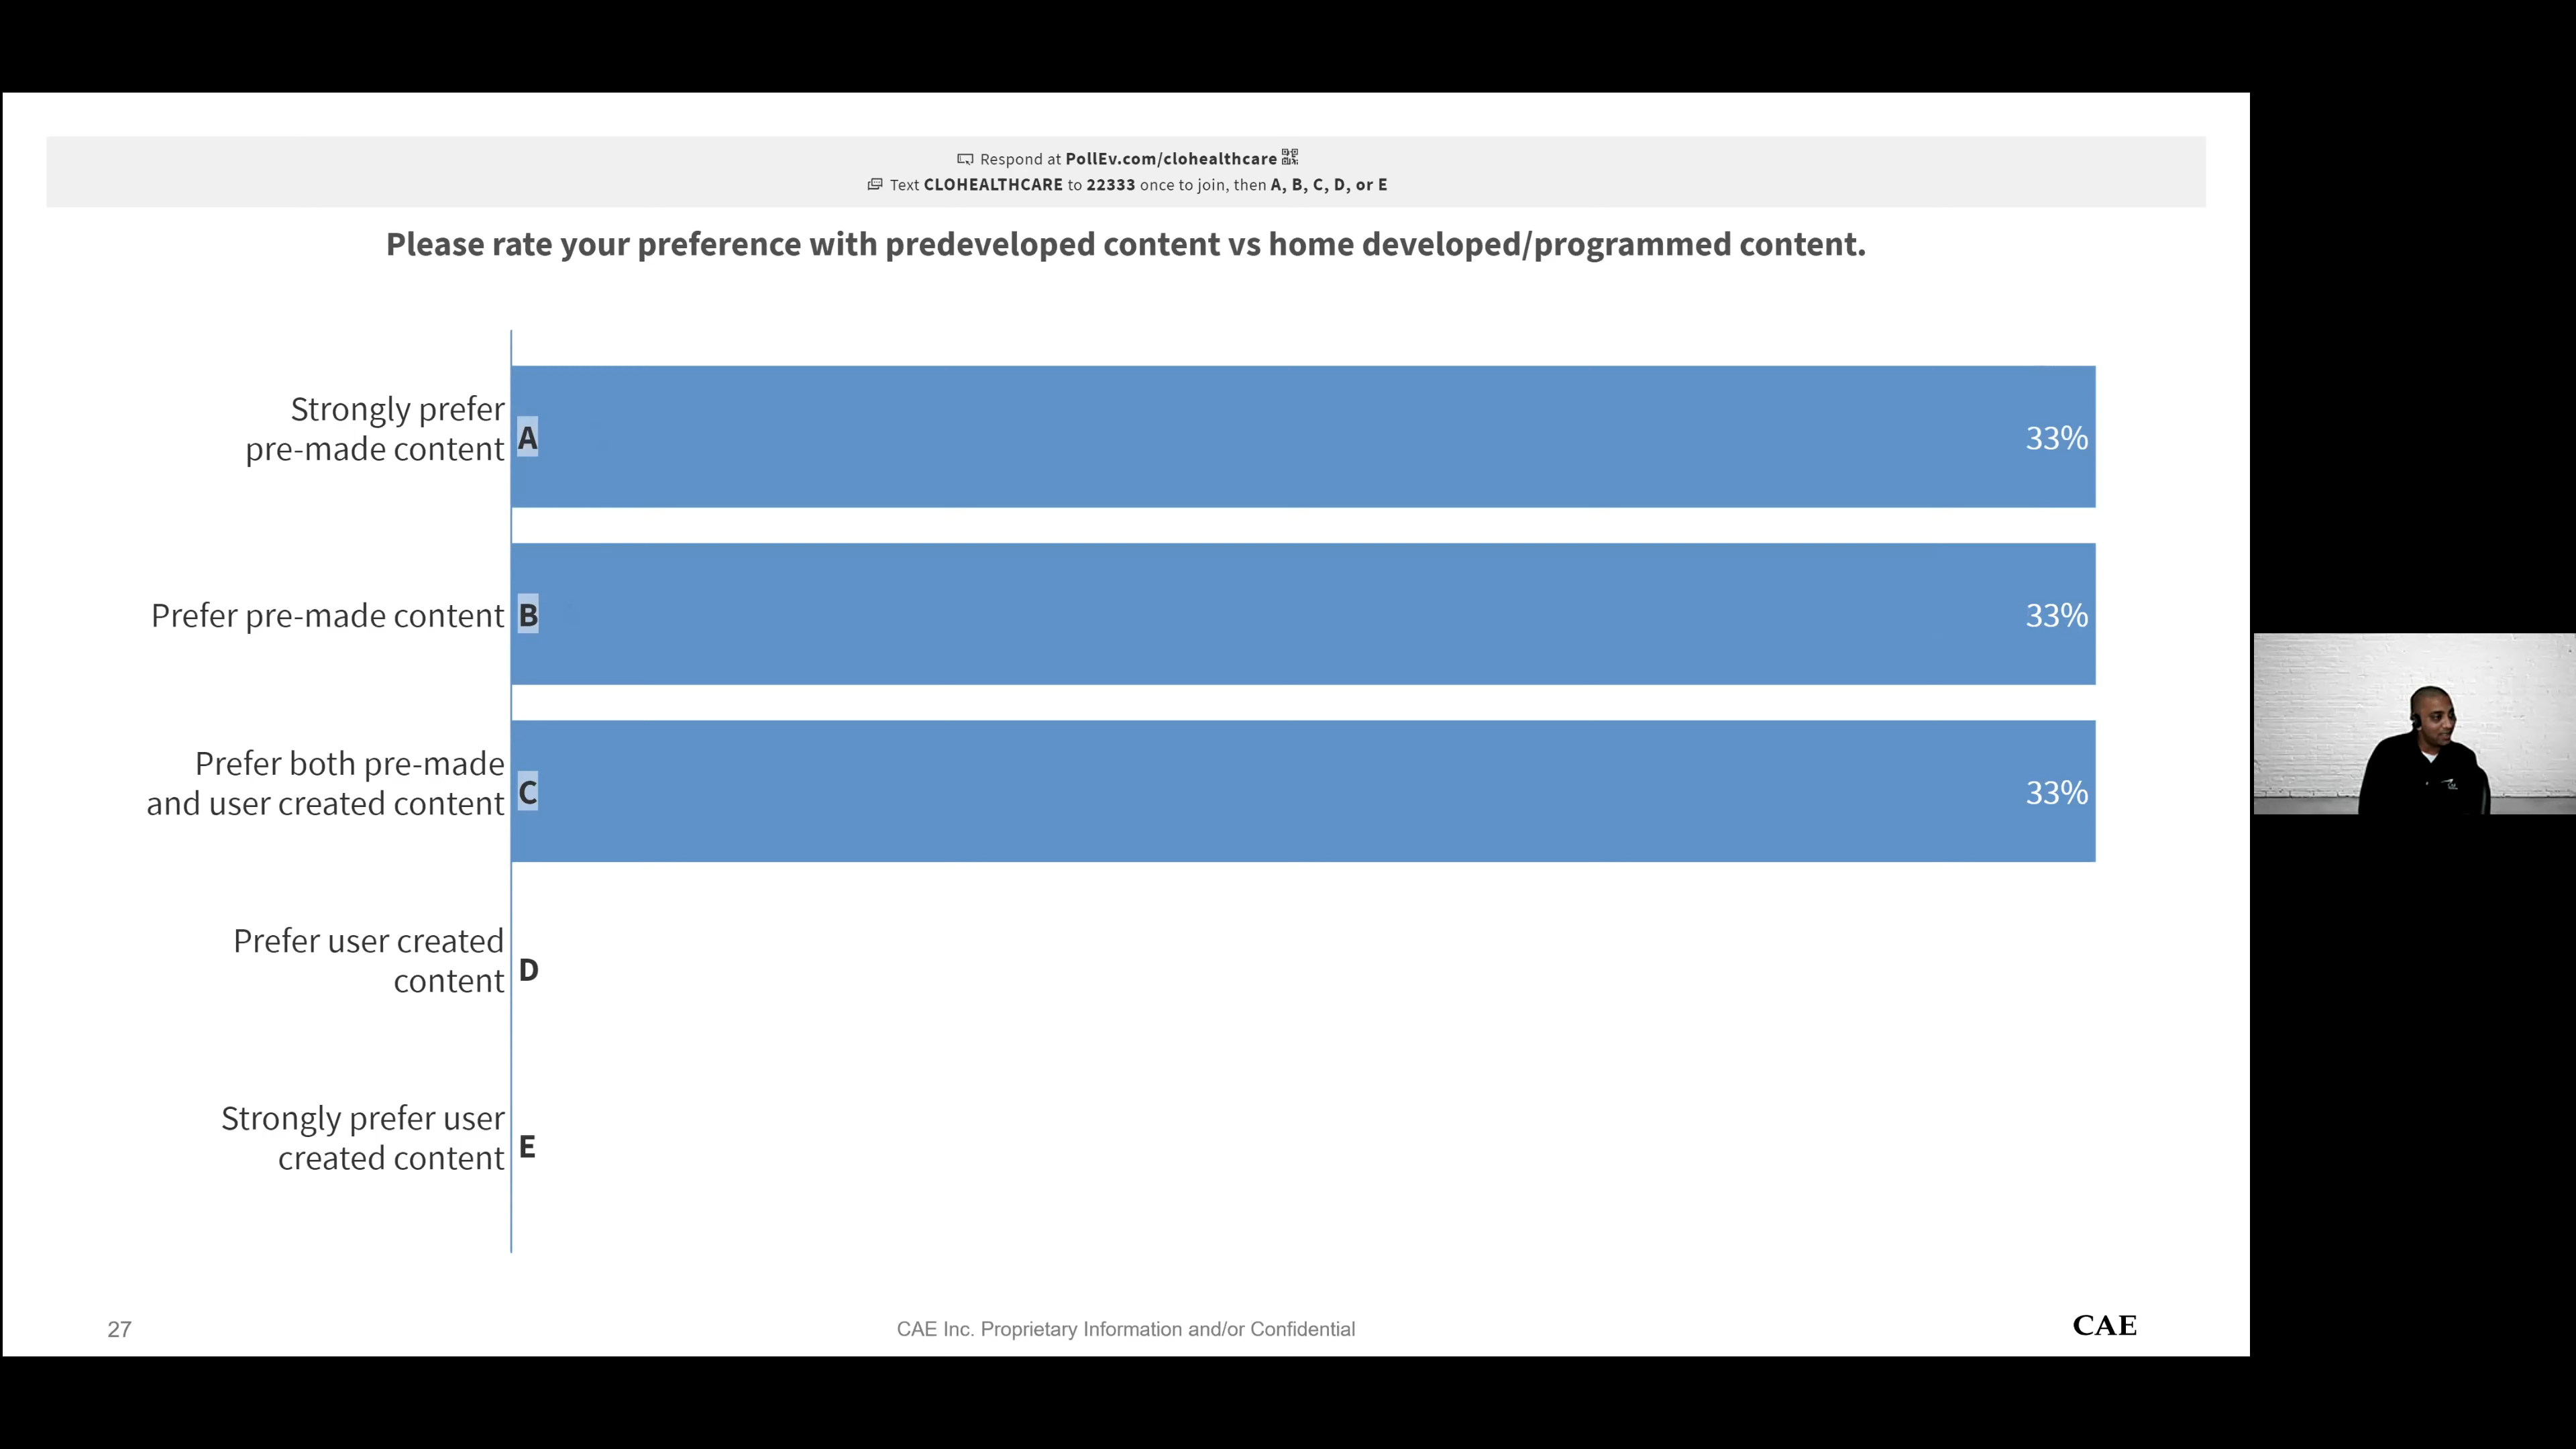 Respond at PollEv.com/clohealthcare
Text CLOHEALTHCARE to 22333 once to join, then A, B, C, D, or E
Please rate your preference with predeveloped content vs home developed/programmed content.
Strongly prefer
pre-made content
A
33%
Prefer pre-made content
B
33%
Prefer both pre-made
and user created content
C
33%
Prefer user created
content
D
Strongly prefer user
created content
E
27
CAE Inc. Proprietary Information and/or Confidential
CAE